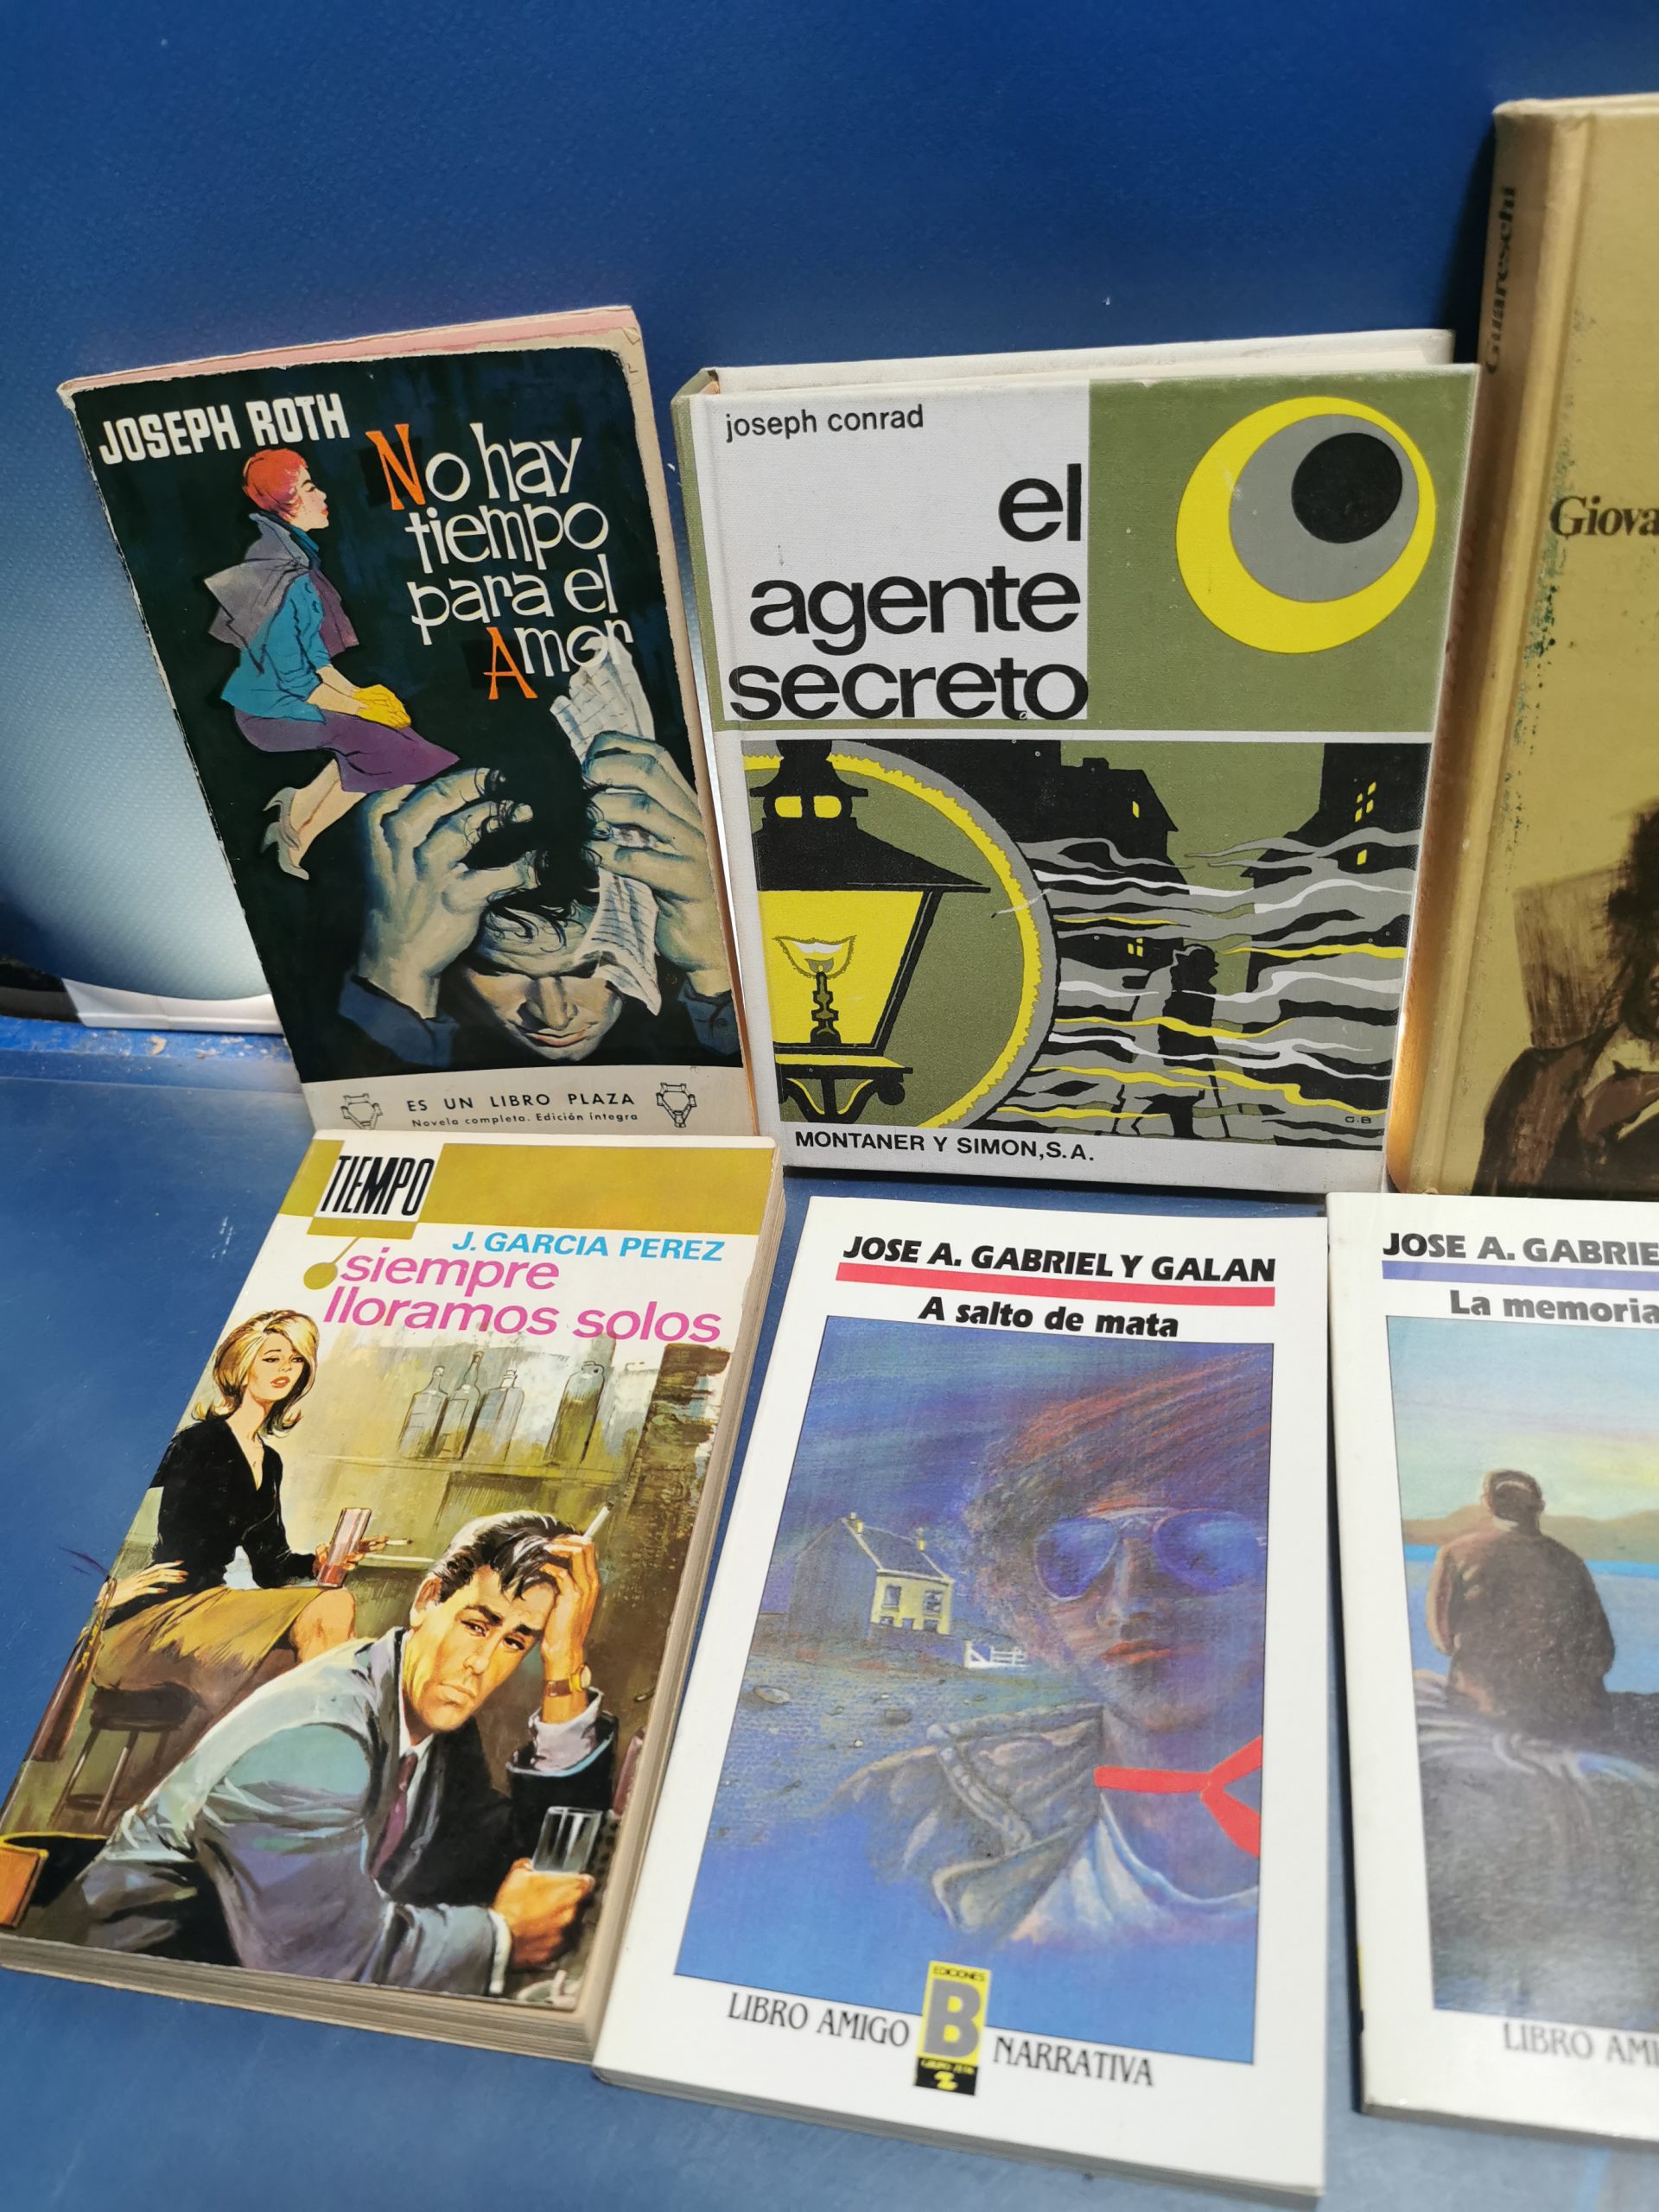 JOSEPH ROTH
No hay
tiempo
para el
Amor
ES UN LIBRO PLAZA
Novela completa. Edición íntegra
joseph conrad
el
agente
secreto
G.B
MONTANER Y SIMON, S.A.
Guareschi
Giova
TIEMPO
J. GARCIA PEREZ
siempre
lloramos solos
JOSE A. GABRIEL Y GALAN
A salto de mata
EDICIONES
B
GRUPO ZETA
LIBRO AMIGO
NARRATIVA
JOSE A. GABRIE
La memoria
LIBRO AMI